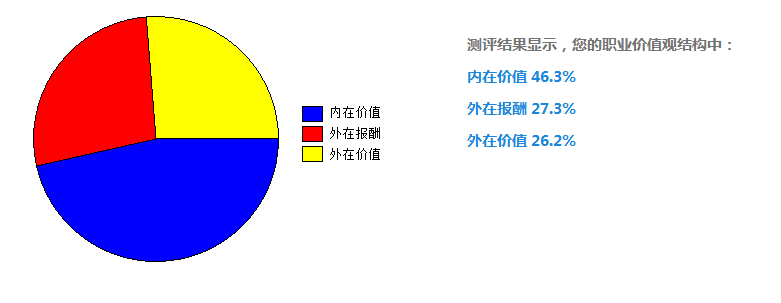 内在价值
外在报酬
外在价值
测评结果显示，您的职业价值观结构中：
内在价值 46.3%
外在报酬 27.3%
外在价值 26.2%